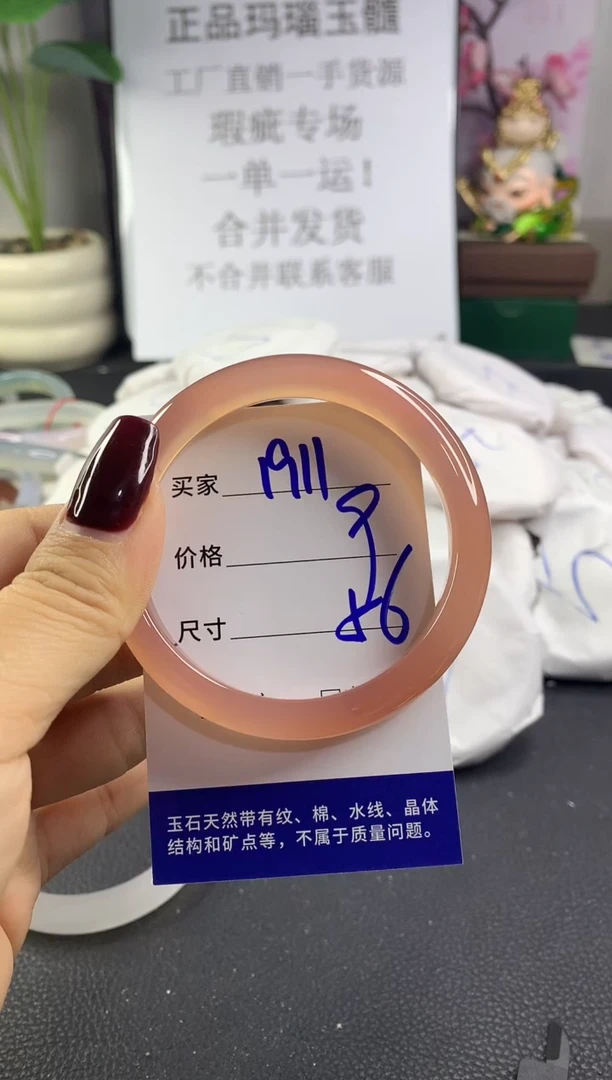 正品玛瑙玉髓
工厂直销一手货源
瑕疵专场
一单一运！
合并发货
不合并联系客服
买家 1911
价格
尺寸 56
玉石天然带有纹、棉、水线、晶体
结构和矿点等，不属于质量问题。